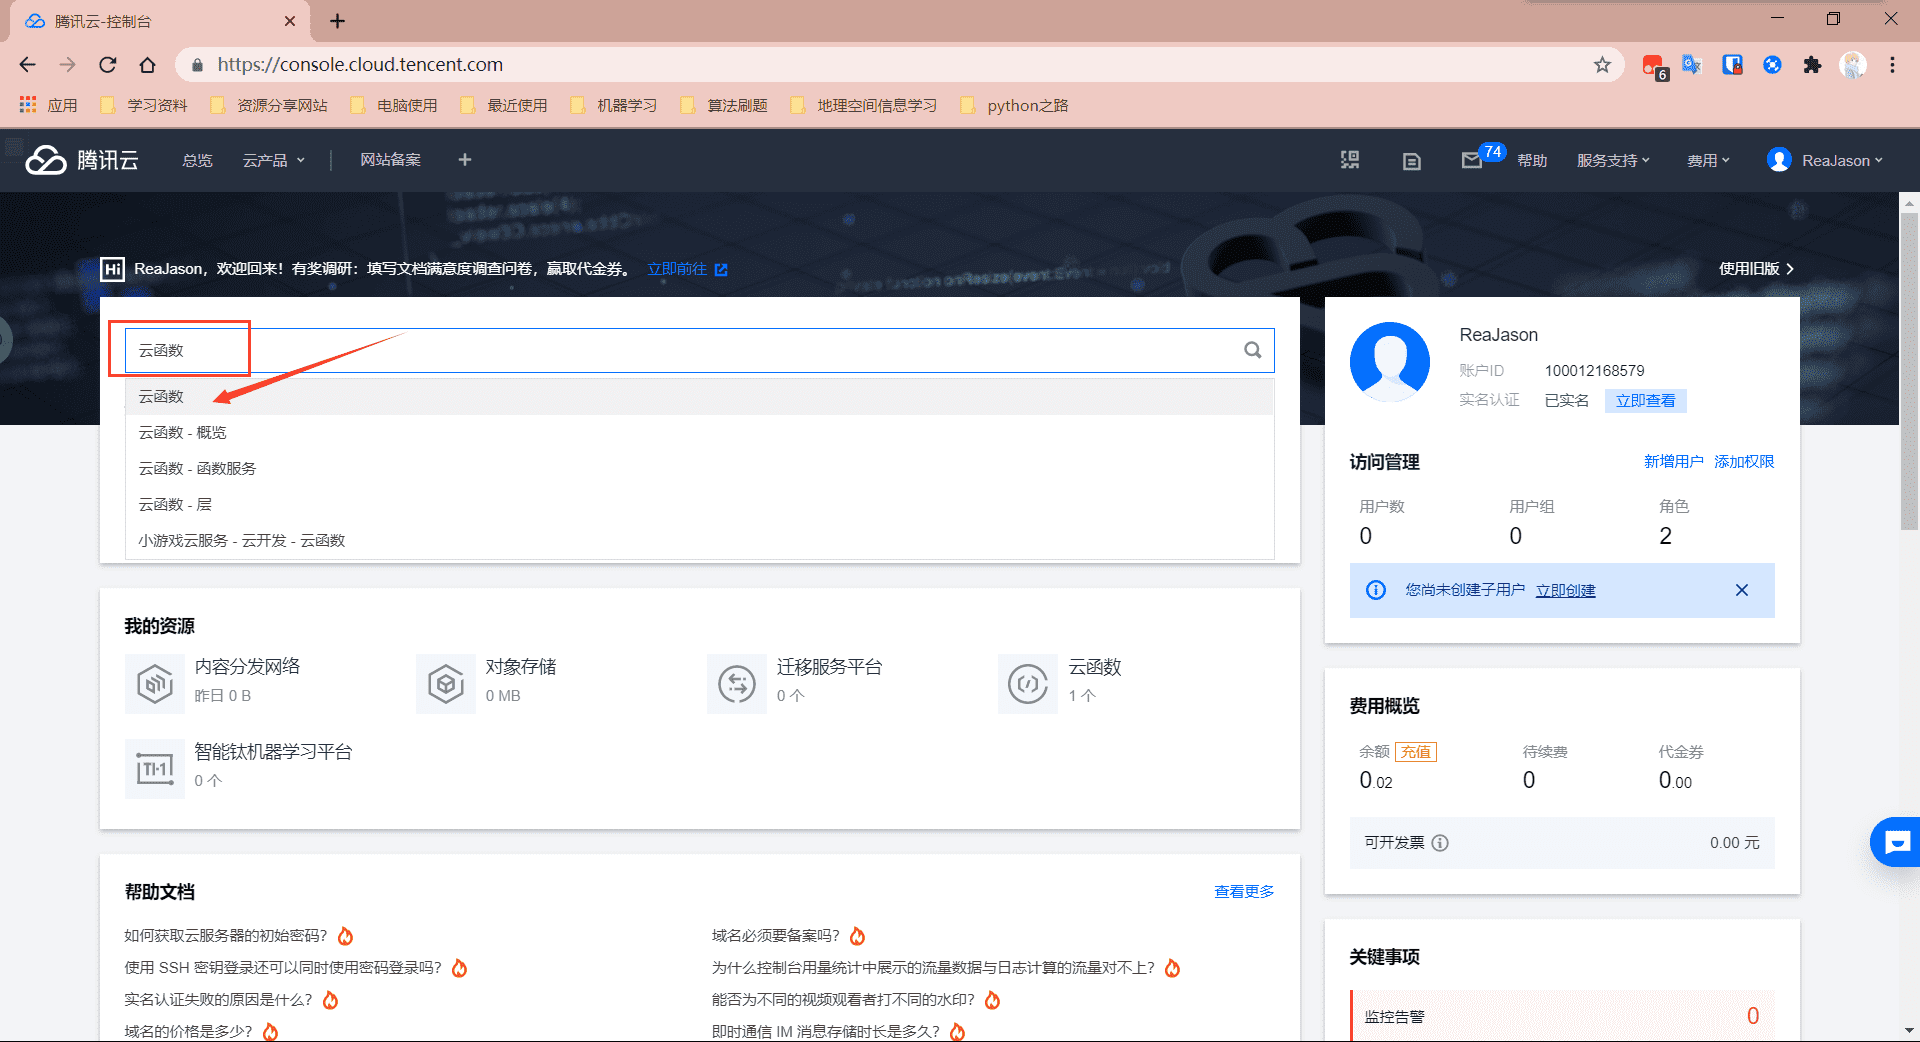 腾讯云-控制台
https://console.cloud.tencent.com
6
应用 学习资料 资源分享网站 电脑使用 最近使用 机器学习 算法刷题 地理空间信息学习 python之路
腾讯云 总览 云产品 网站备案 74 帮助 服务支持 费用 ReaJason
Hi ReaJason，欢迎回来！有奖调研：填写文档满意度调查问卷，赢取代金券。 立即前往
使用旧版
云函数
云函数
云函数 - 概览
云函数 - 函数服务
云函数 - 层
小游戏云服务 - 云开发 - 云函数
ReaJason
账户ID 100012168579
实名认证 已实名 立即查看
访问管理 新增用户 添加权限
用户数 用户组 角色
0 0 2
您尚未创建子用户 立即创建
我的资源
内容分发网络
昨日 0 B
对象存储
0 MB
迁移服务平台
0 个
云函数
1 个
TI-1
智能钛机器学习平台
0 个
费用概览
余额 充值 待续费 代金券
0.02 0 0.00
可开发票 0.00 元
帮助文档 查看更多
如何获取云服务器的初始密码？
使用 SSH 密钥登录还可以同时使用密码登录吗？
实名认证失败的原因是什么？
域名的价格是多少？
域名必须要备案吗？
为什么控制台用量统计中展示的流量数据与日志计算的流量对不上？
能否为不同的视频观看者打不同的水印？
即时通信 IM 消息存储时长是多久？
关键事项
监控告警 0